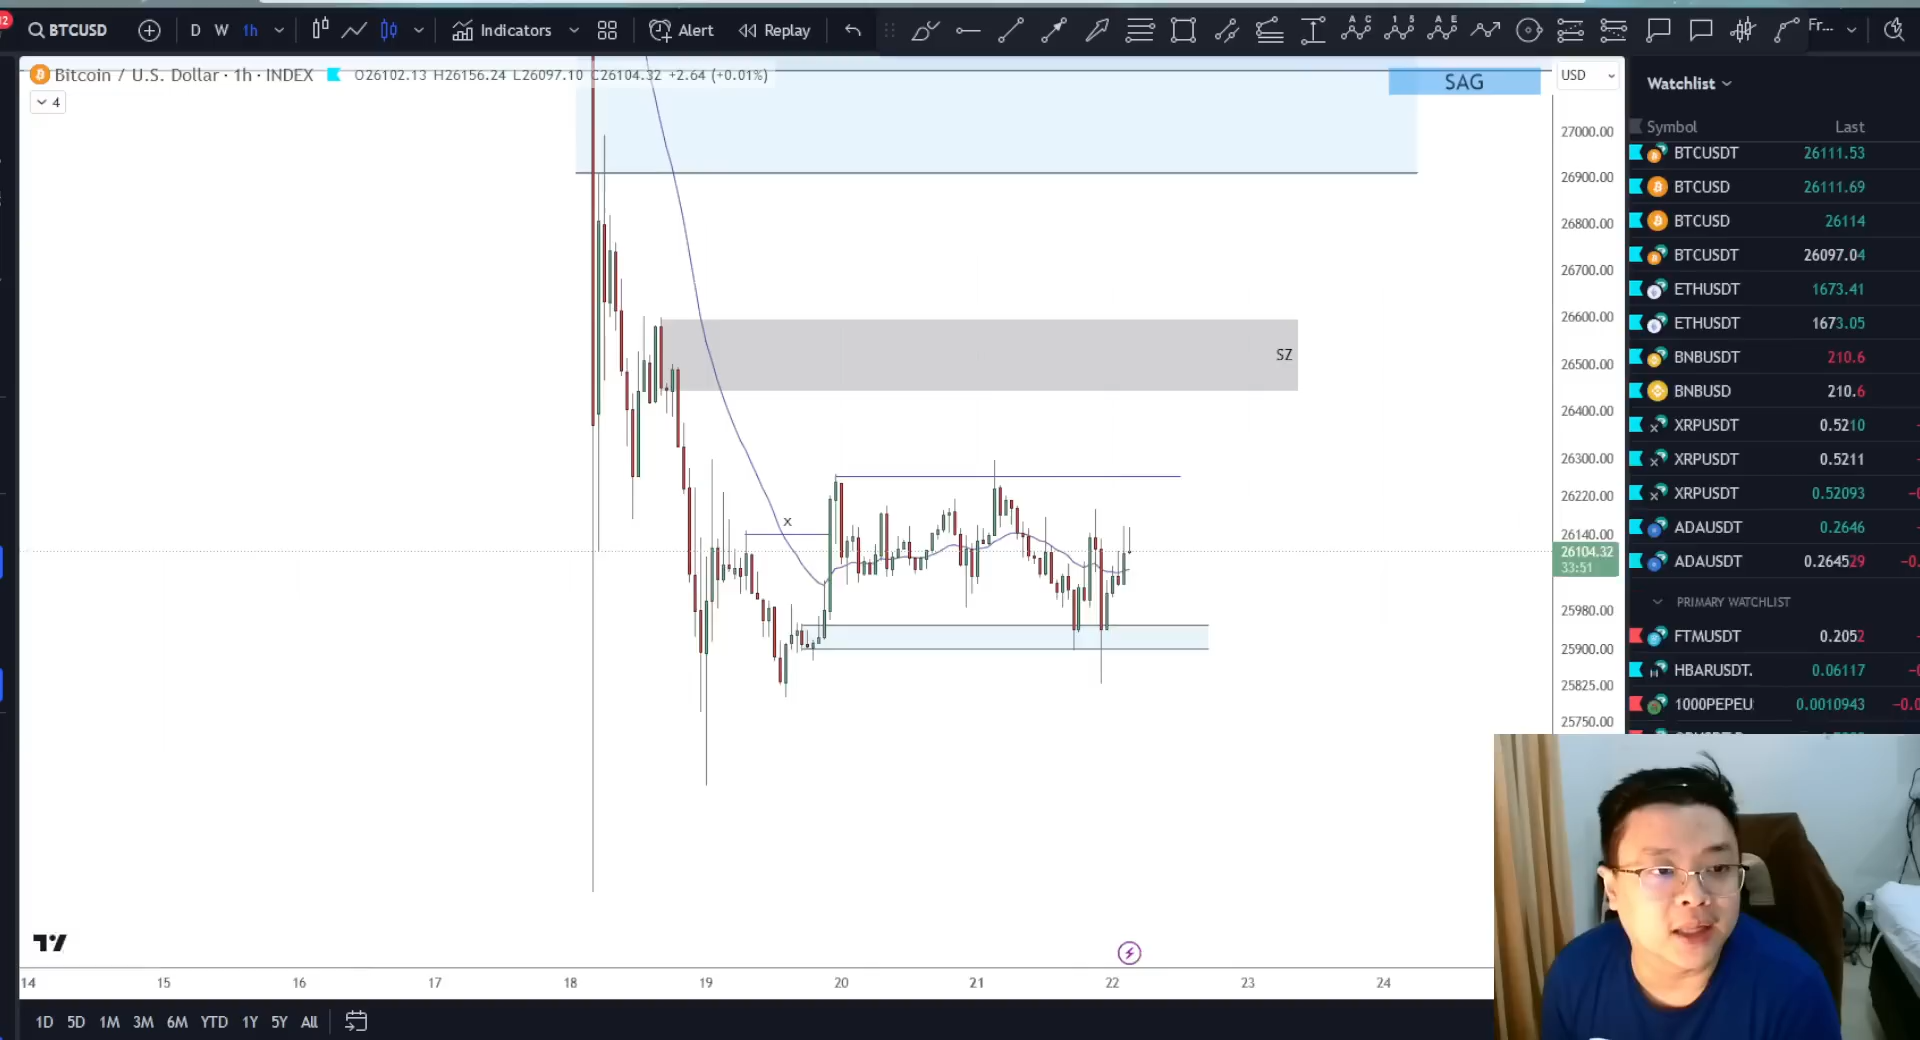 12
BTCUSD
D W 1h
Indicators
Alert
Replay
A C
1 5
A E
Fr...
Bitcoin / U.S. Dollar · 1h · INDEX O26102.13 H26156.24 L26097.10 C26104.32 +2.64 (+0.01%)
4
SAG
USD
27000.00
26900.00
26800.00
26700.00
26600.00
26500.00
26400.00
26300.00
26220.00
26140.00
26104.32
33:51
25980.00
25900.00
25825.00
25750.00
SZ
x
14 15 16 17 18 19 20 21 22 23 24
1D 5D 1M 3M 6M YTD 1Y 5Y All
Watchlist
Symbol Last
BTCUSDT 26111.53
BTCUSD 26111.69
BTCUSD 26114
BTCUSDT 26097.04
ETHUSDT 1673.41
ETHUSDT 1673.05
BNBUSDT 210.6
BNBUSD 210.6
XRPUSDT 0.5210
XRPUSDT 0.5211
XRPUSDT 0.52093
ADAUSDT 0.2646
ADAUSDT 0.264529
PRIMARY WATCHLIST
FTMUSDT 0.2052
HBARUSDT. 0.06117
1000PEPEU 0.0010943